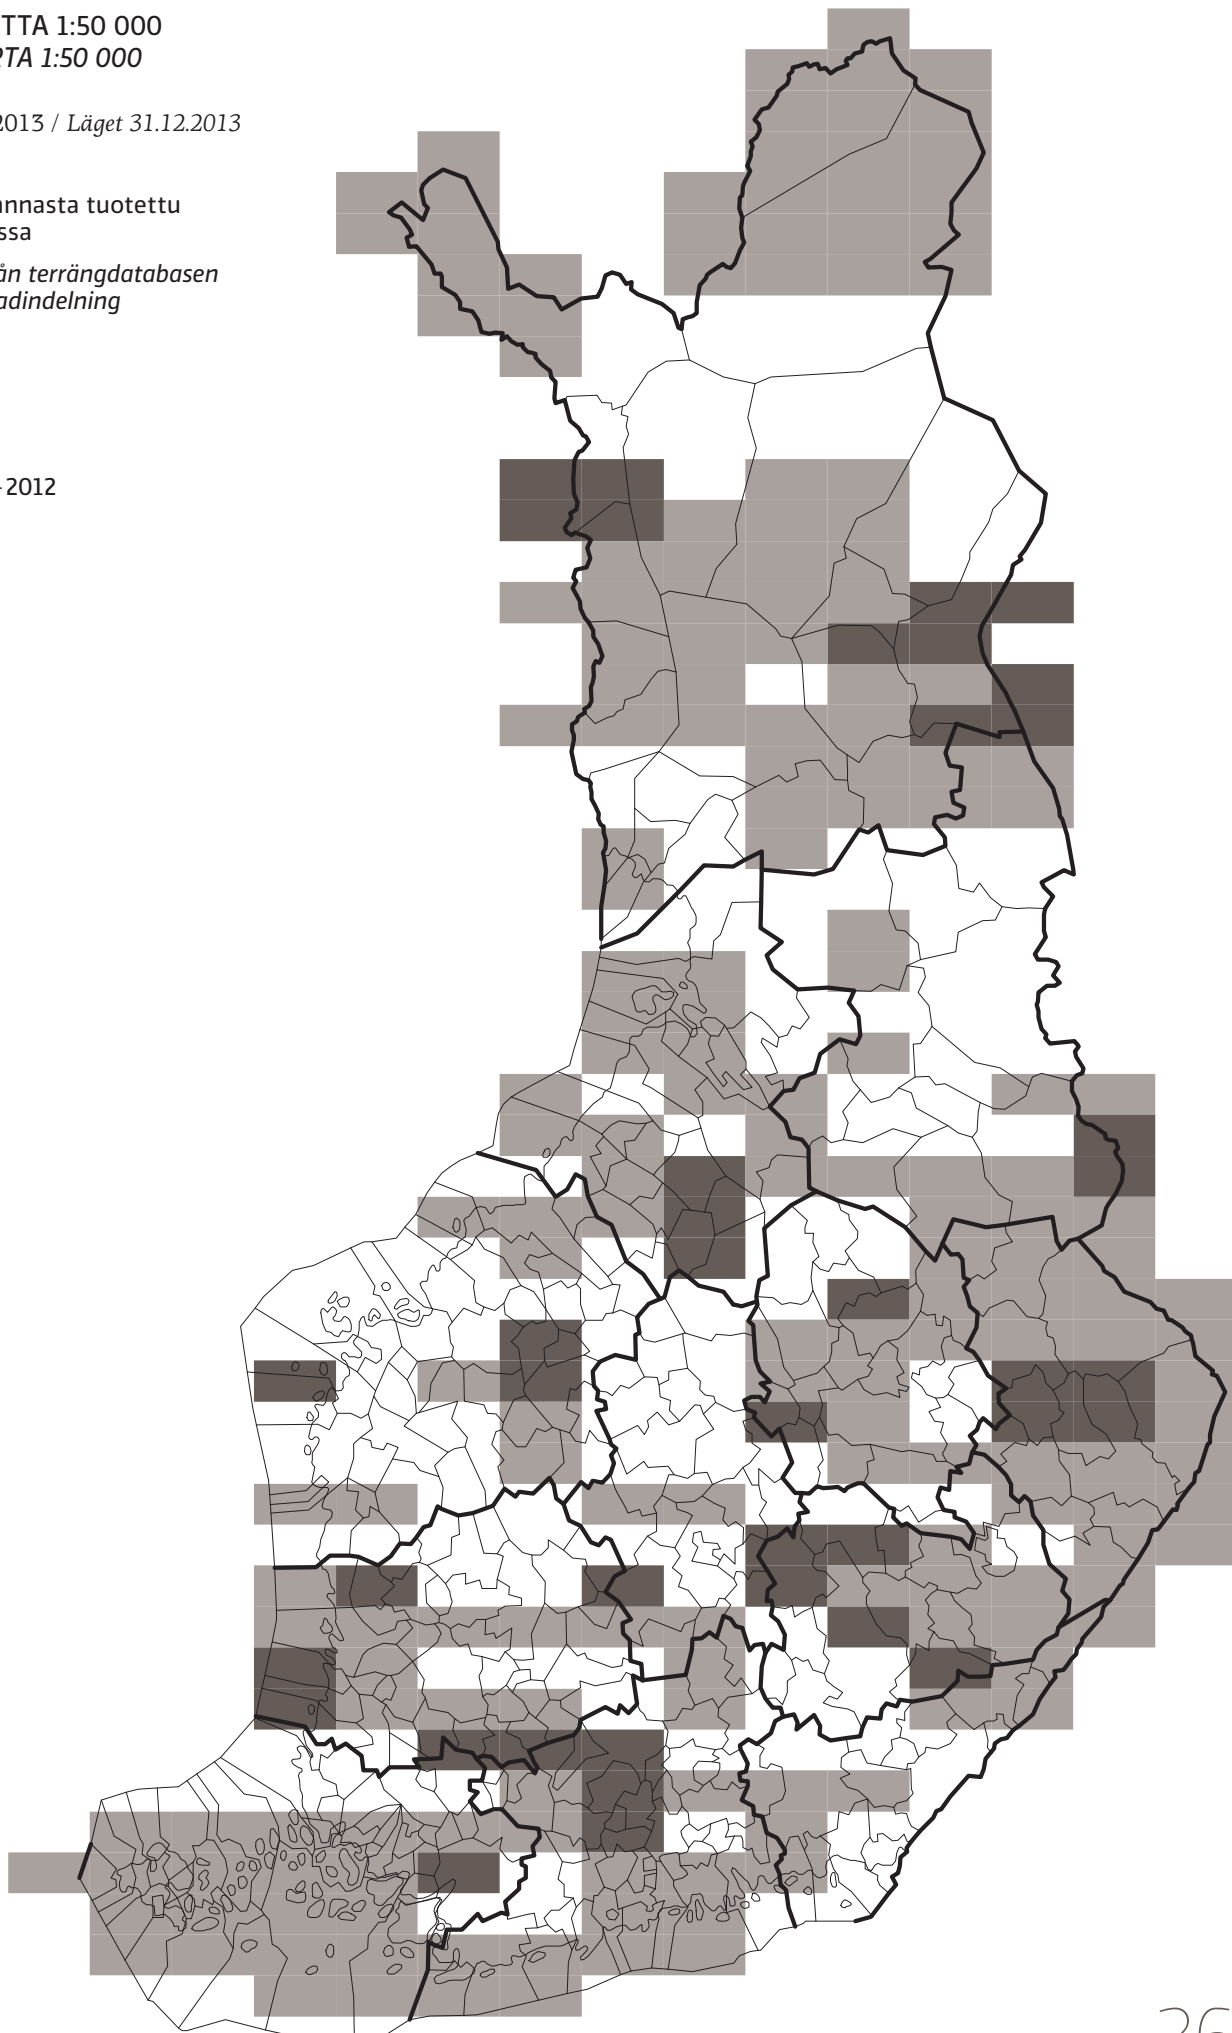 TTA 1:50 000
RTA 1:50 000
2013 / Läget 31.12.2013
annasta tuotettu
ssa
ån terrängdatabasen
adindelning
-2012